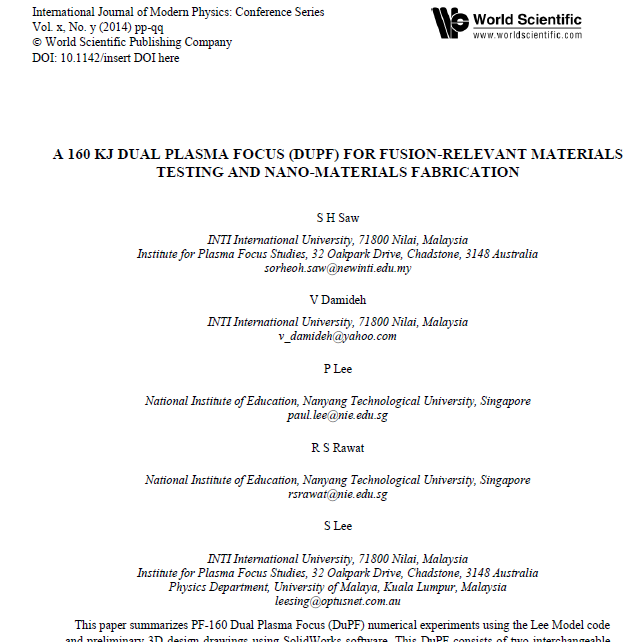 International Journal of Modern Physics: Conference Series
Vol. x, No. y (2014) pp-qq
© World Scientific Publishing Company
DOI: 10.1142/insert DOI here
World Scientific
www.worldscientific.com
A 160 KJ DUAL PLASMA FOCUS (DUPF) FOR FUSION-RELEVANT MATERIALS
TESTING AND NANO-MATERIALS FABRICATION
S H Saw
INTI International University, 71800 Nilai, Malaysia
Institute for Plasma Focus Studies, 32 Oakpark Drive, Chadstone, 3148 Australia
sorheoh.saw@newinti.edu.my
V Damideh
INTI International University, 71800 Nilai, Malaysia
v_damideh@yahoo.com
P Lee
National Institute of Education, Nanyang Technological University, Singapore
paul.lee@nie.edu.sg
R S Rawat
National Institute of Education, Nanyang Technological University, Singapore
rsrawat@nie.edu.sg
S Lee
INTI International University, 71800 Nilai, Malaysia
Institute for Plasma Focus Studies, 32 Oakpark Drive, Chadstone, 3148 Australia
Physics Department, University of Malaya, Kuala Lumpur, Malaysia
leesing@optusnet.com.au
This paper summarizes PF-160 Dual Plasma Focus (DuPF) numerical experiments using the Lee Model code
and preliminary 3D design drawings using SolidWorks software. This DuPF consists of two interchangeable